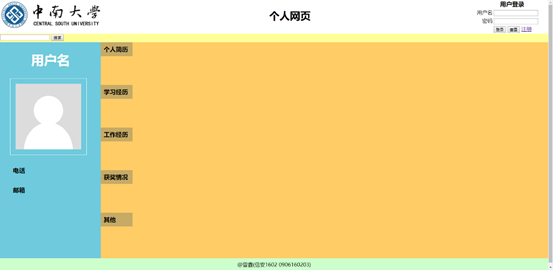 中南大学
CENTRAL SOUTH UNIVERSITY
个人网页
用户登录
用户名
密码
登录 重置 注册
搜索
用户名
电话
邮箱
个人简历
学习经历
工作经历
获奖情况
其他
(信安1602 0906160203)